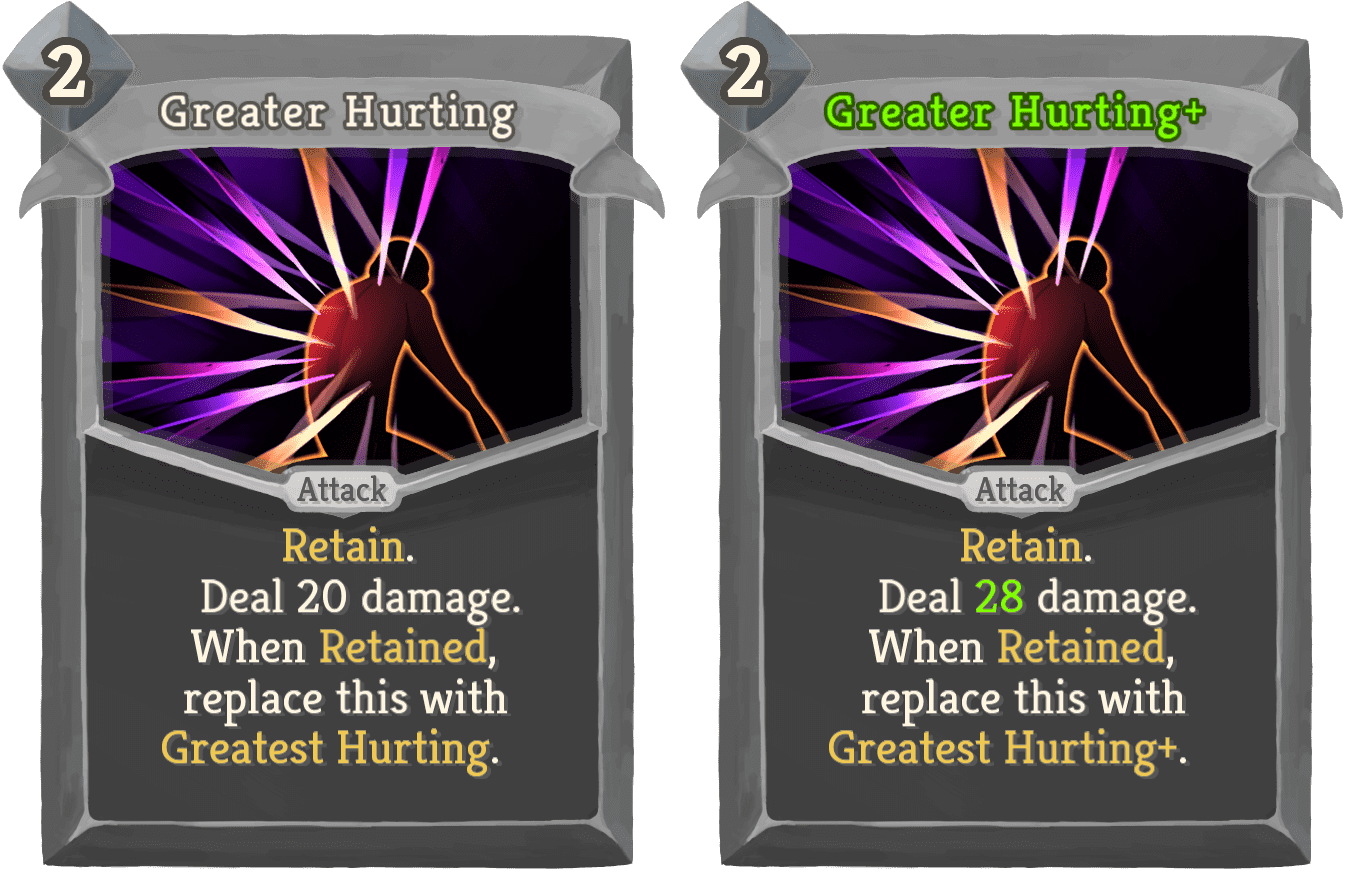 2
Greater Hurting
Attack
Retain.
Deal 20 damage.
When Retained,
replace this with
Greatest Hurting.
2
Greater Hurting+
Attack
Retain.
Deal 28 damage.
When Retained,
replace this with
Greatest Hurting+.